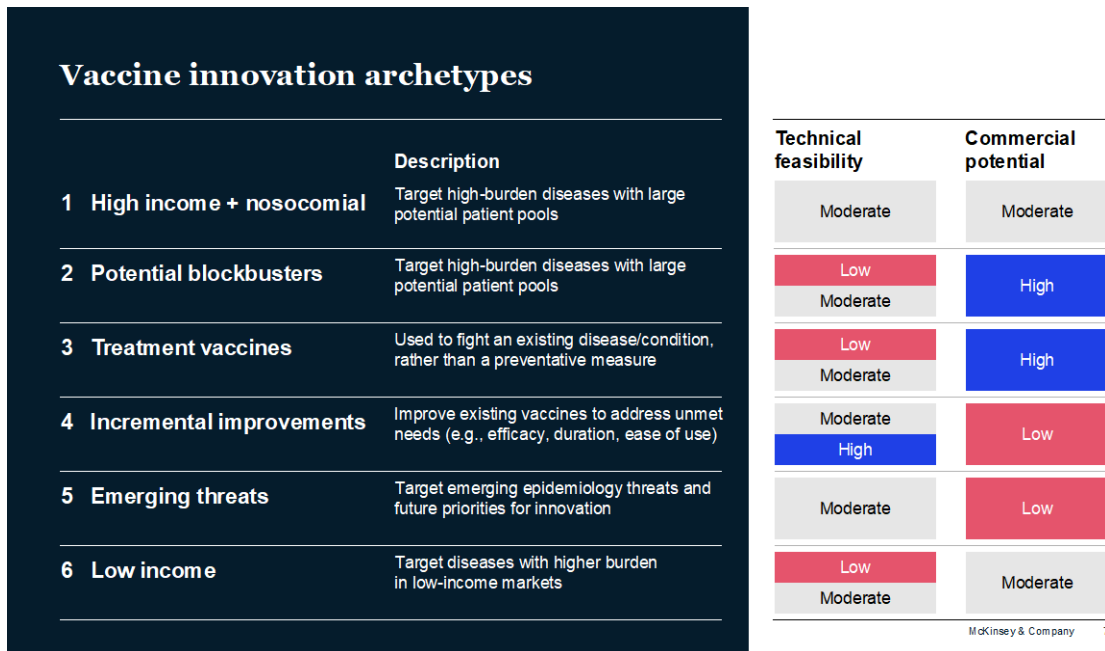 Vaccine innovation archetypes
Description
Technical
feasibility
Commercial
potential
1 High income + nosocomial
Target high-burden diseases with large
potential patient pools
Moderate
Moderate
2 Potential blockbusters
Target high-burden diseases with large
potential patient pools
Low
Moderate
High
3 Treatment vaccines
Used to fight an existing disease/condition,
rather than a preventative measure
Low
Moderate
High
4 Incremental improvements
Improve existing vaccines to address unmet
needs (e.g., efficacy, duration, ease of use)
Moderate
High
Low
5 Emerging threats
Target emerging epidemiology threats and
future priorities for innovation
Moderate
Low
6 Low income
Target diseases with higher burden
in low-income markets
Low
Moderate
Moderate
McKinsey & Company